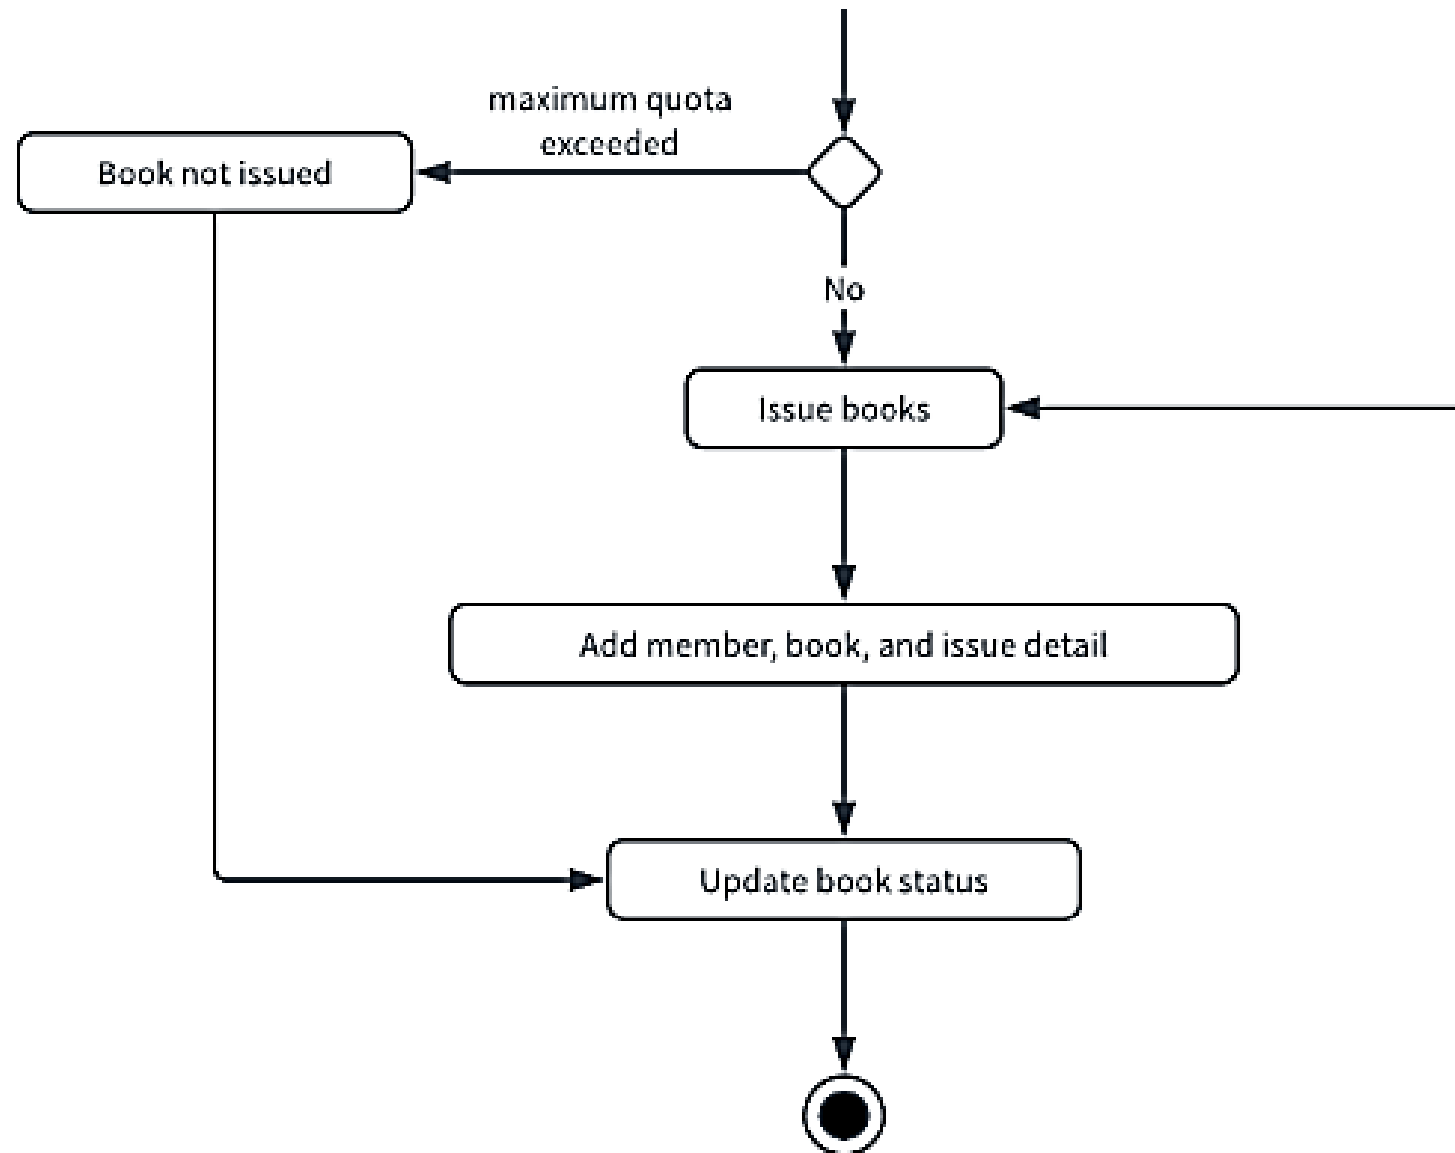 maximum quota
exceeded
Book not issued
No
Issue books
Add member, book, and issue detail
Update book status